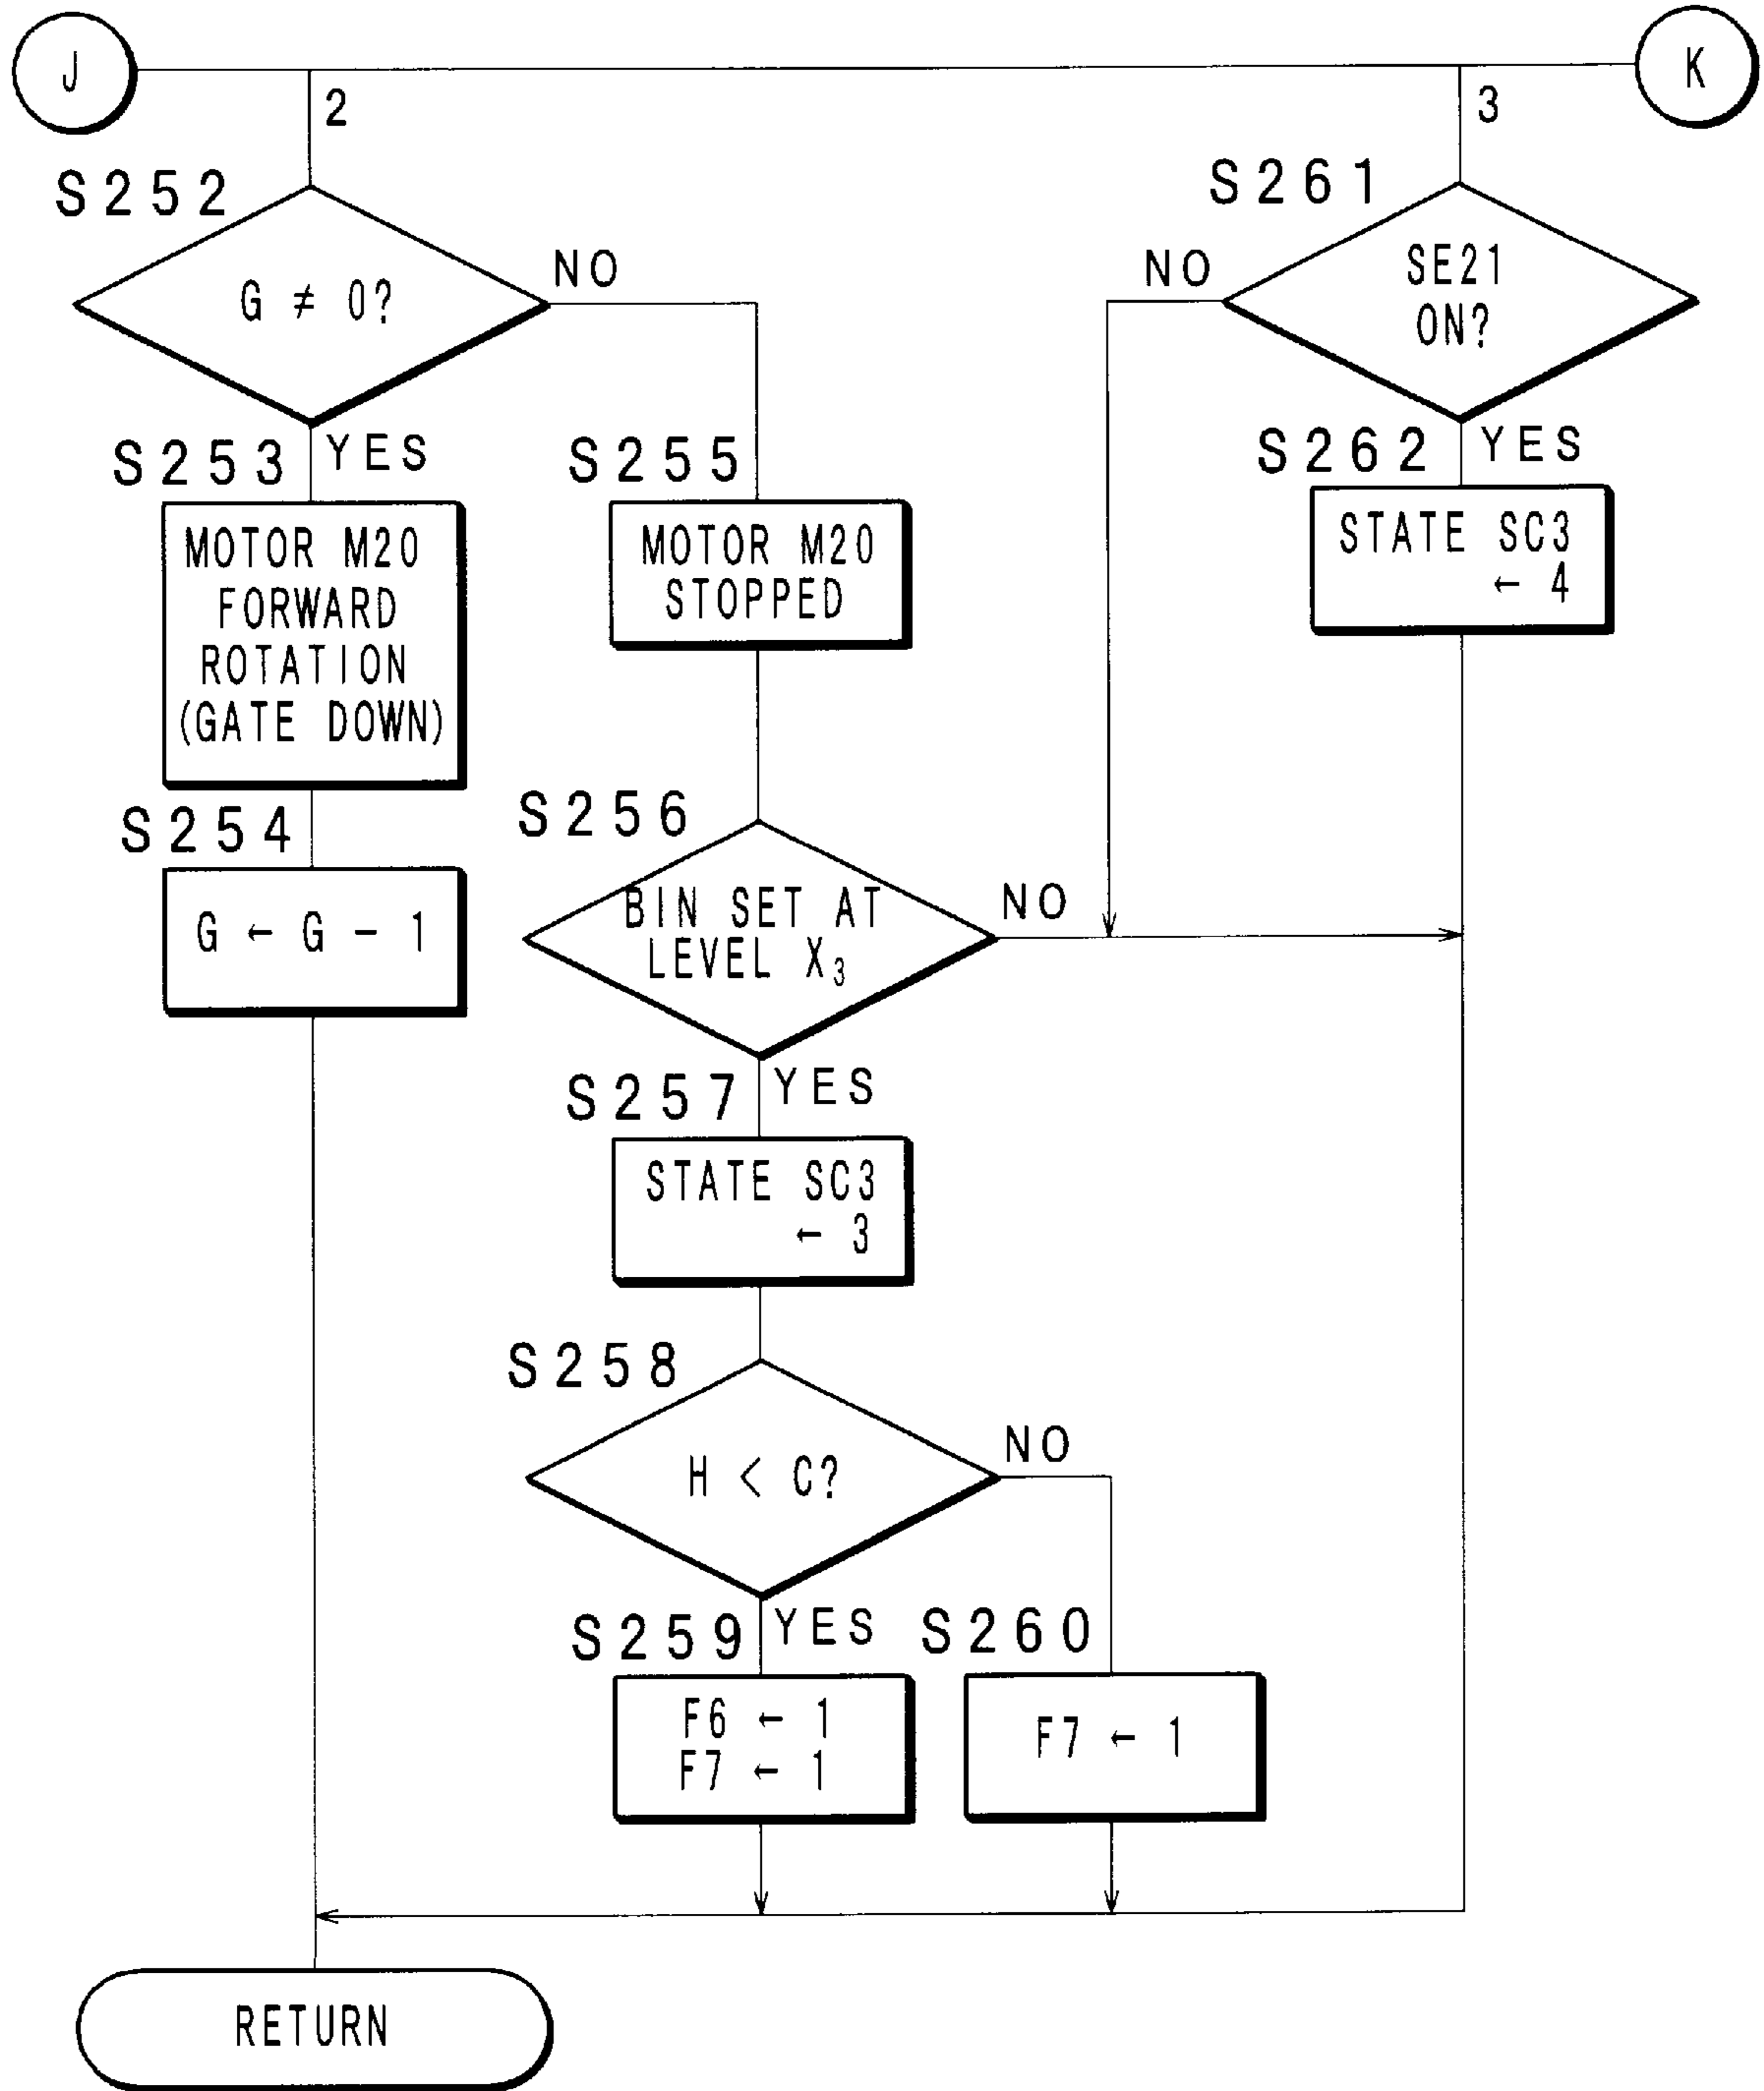 J
K
2
3
S252
G ≠ 0?
NO
YES
S253
MOTOR M20
FORWARD
ROTATION
(GATE DOWN)
S254
G ← G - 1
S255
MOTOR M20
STOPPED
S256
BIN SET AT
LEVEL X₃
NO
YES
S257
STATE SC3
← 3
S258
H < C?
NO
YES
S259
F6 ← 1
F7 ← 1
S260
F7 ← 1
S261
SE21
ON?
NO
YES
S262
STATE SC3
← 4
RETURN